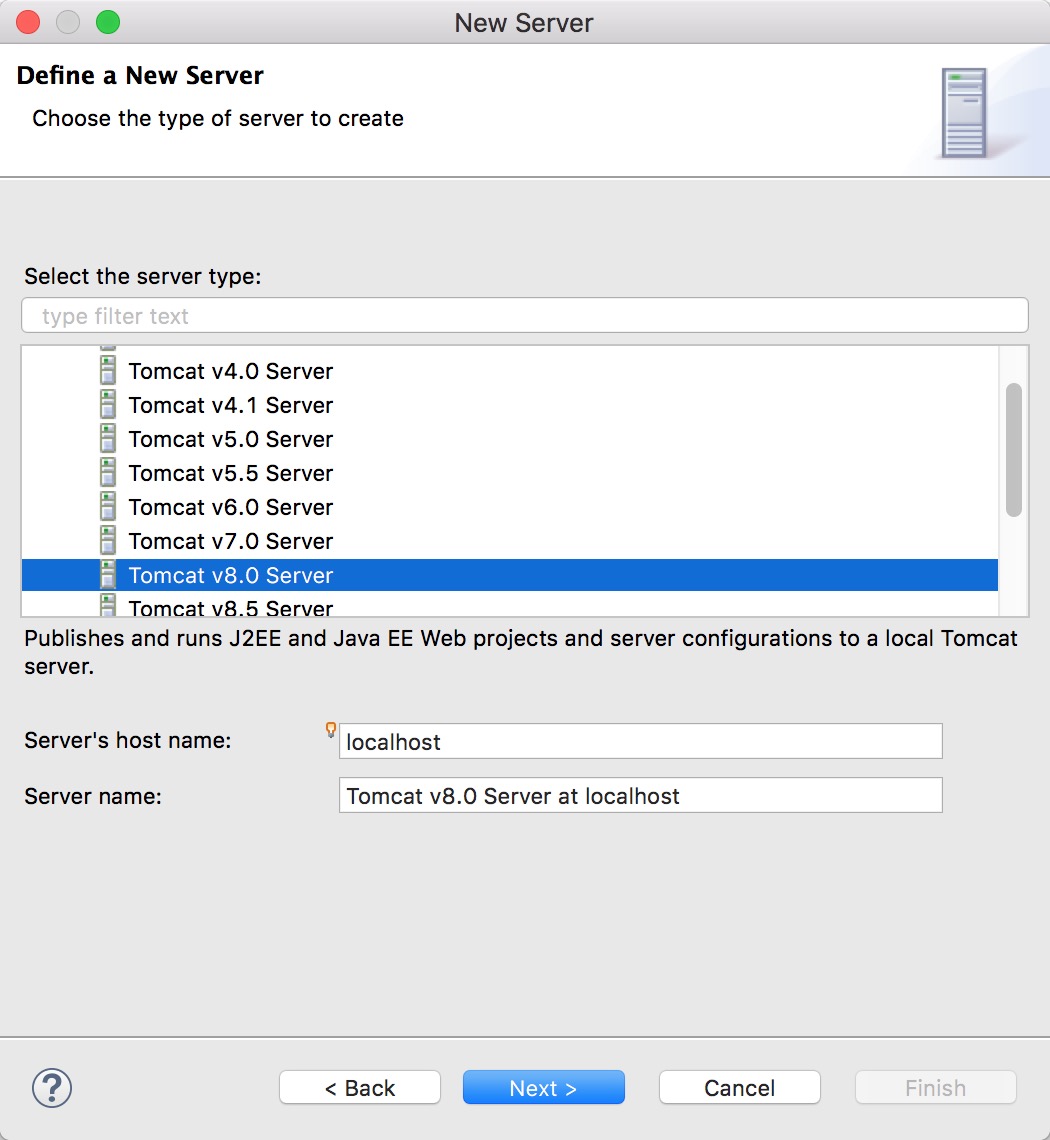 New Server
Define a New Server
Choose the type of server to create
Select the server type:
type filter text
Tomcat v4.0 Server
Tomcat v4.1 Server
Tomcat v5.0 Server
Tomcat v5.5 Server
Tomcat v6.0 Server
Tomcat v7.0 Server
Tomcat v8.0 Server
Tomcat v8.5 Server
Publishes and runs J2EE and Java EE Web projects and server configurations to a local Tomcat
server.
Server's host name:
localhost
Server name:
Tomcat v8.0 Server at localhost
?
< Back
Next >
Cancel
Finish